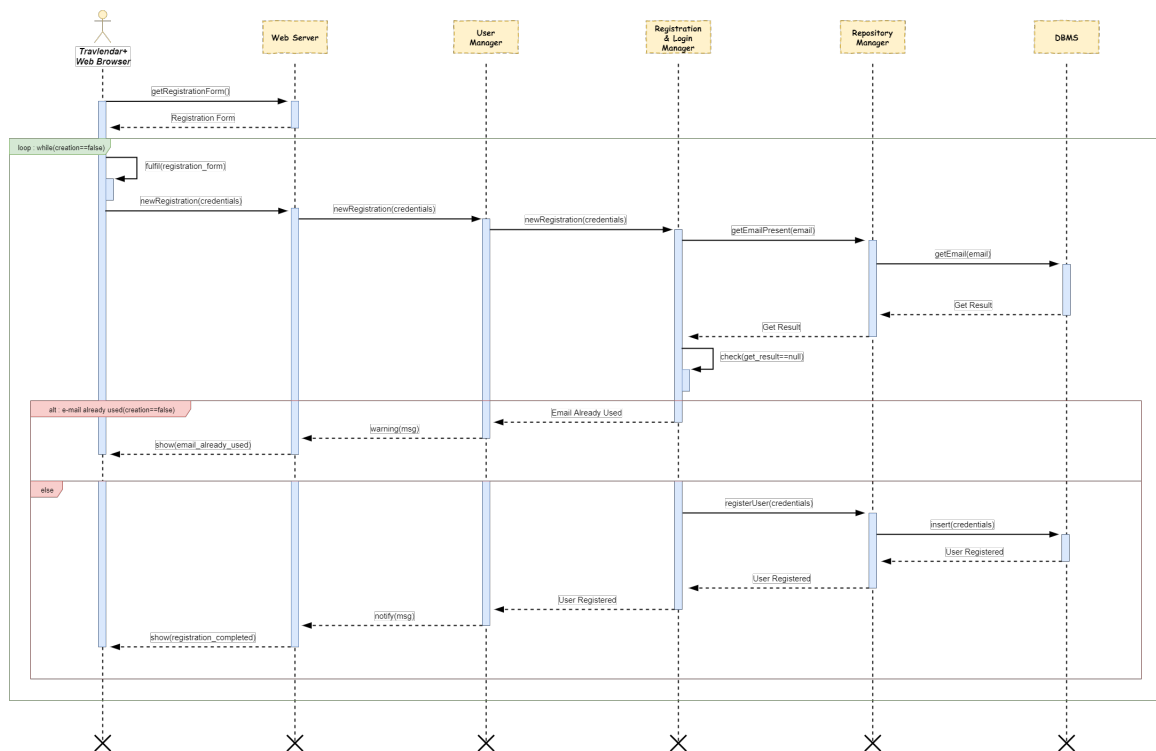 Travlendar+
Web Browser
Web Server
User
Manager
Registration
& Login
Manager
Repository
Manager
DBMS
getRegistrationForm()
Registration Form
loop : while(creation==false)
fulfil(registration_form)
newRegistration(credentials)
newRegistration(credentials)
newRegistration(credentials)
getEmailPresent(email)
getEmail(email)
Get Result
Get Result
check(get_result==null)
alt : e-mail already used(creation==false)
Email Already Used
warning(msg)
show(email_already_used)
else
registerUser(credentials)
insert(credentials)
User Registered
User Registered
User Registered
notify(msg)
show(registration_completed)